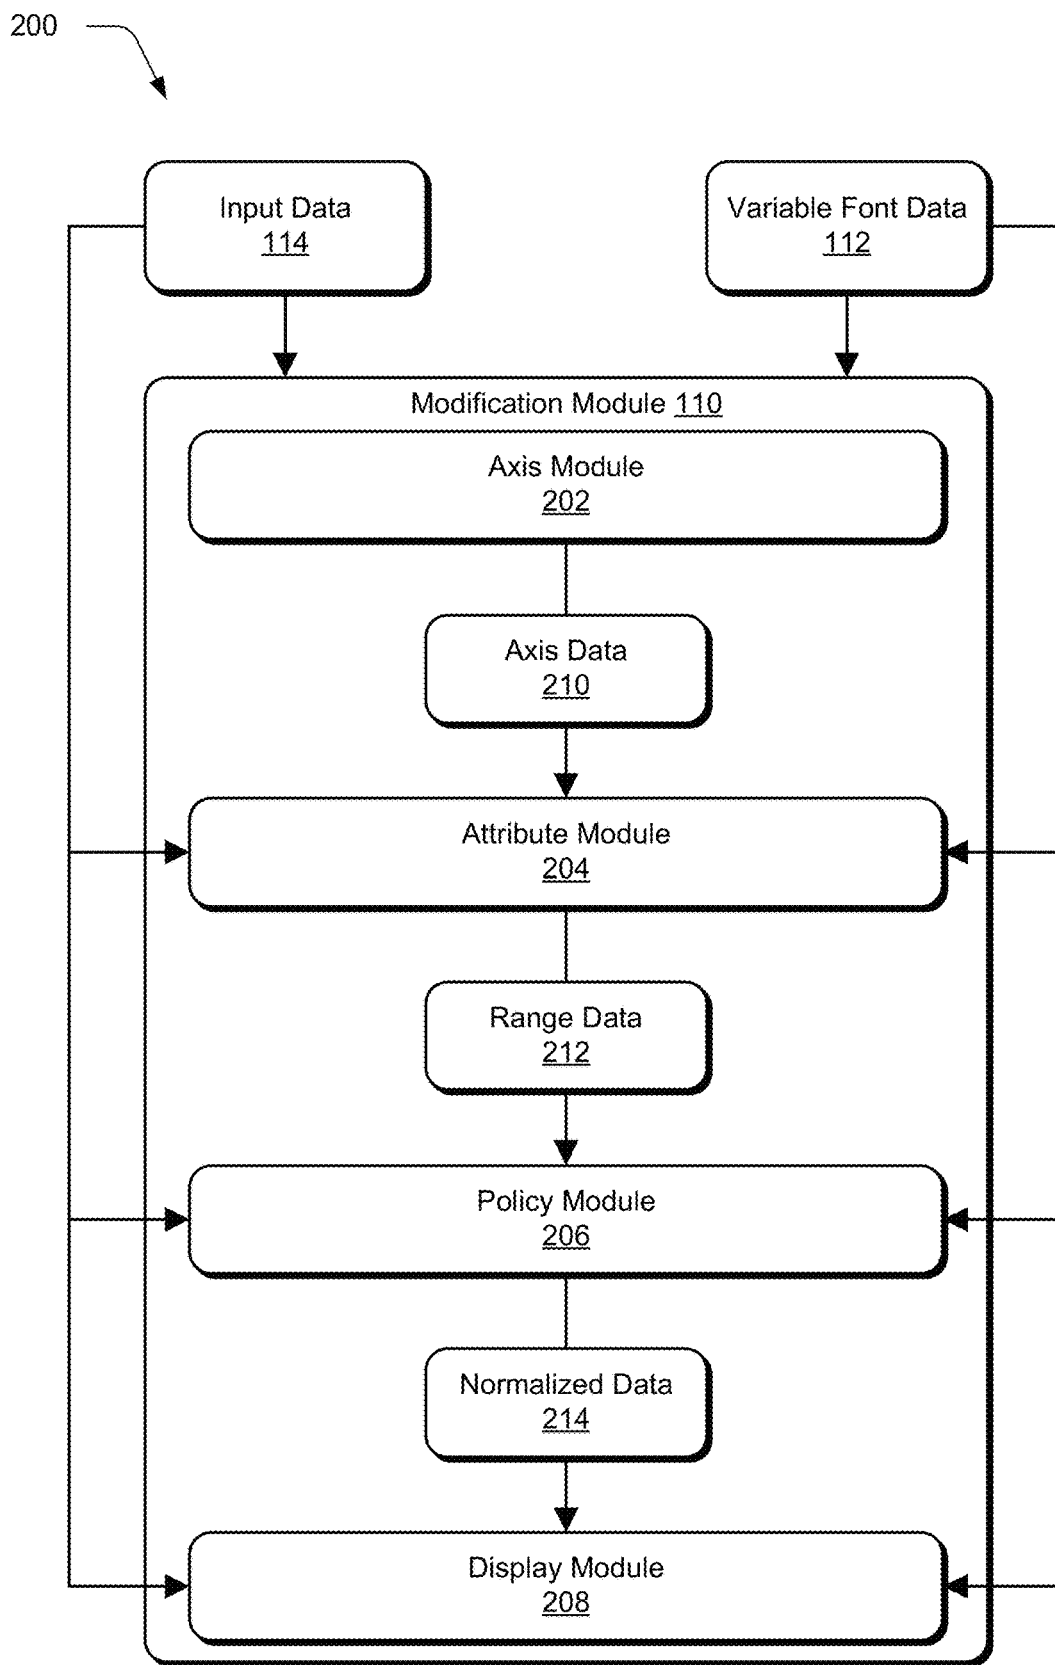 200
Input Data
114
Variable Font Data
112
Modification Module 110
Axis Module
202
Axis Data
210
Attribute Module
204
Range Data
212
Policy Module
206
Normalized Data
214
Display Module
208